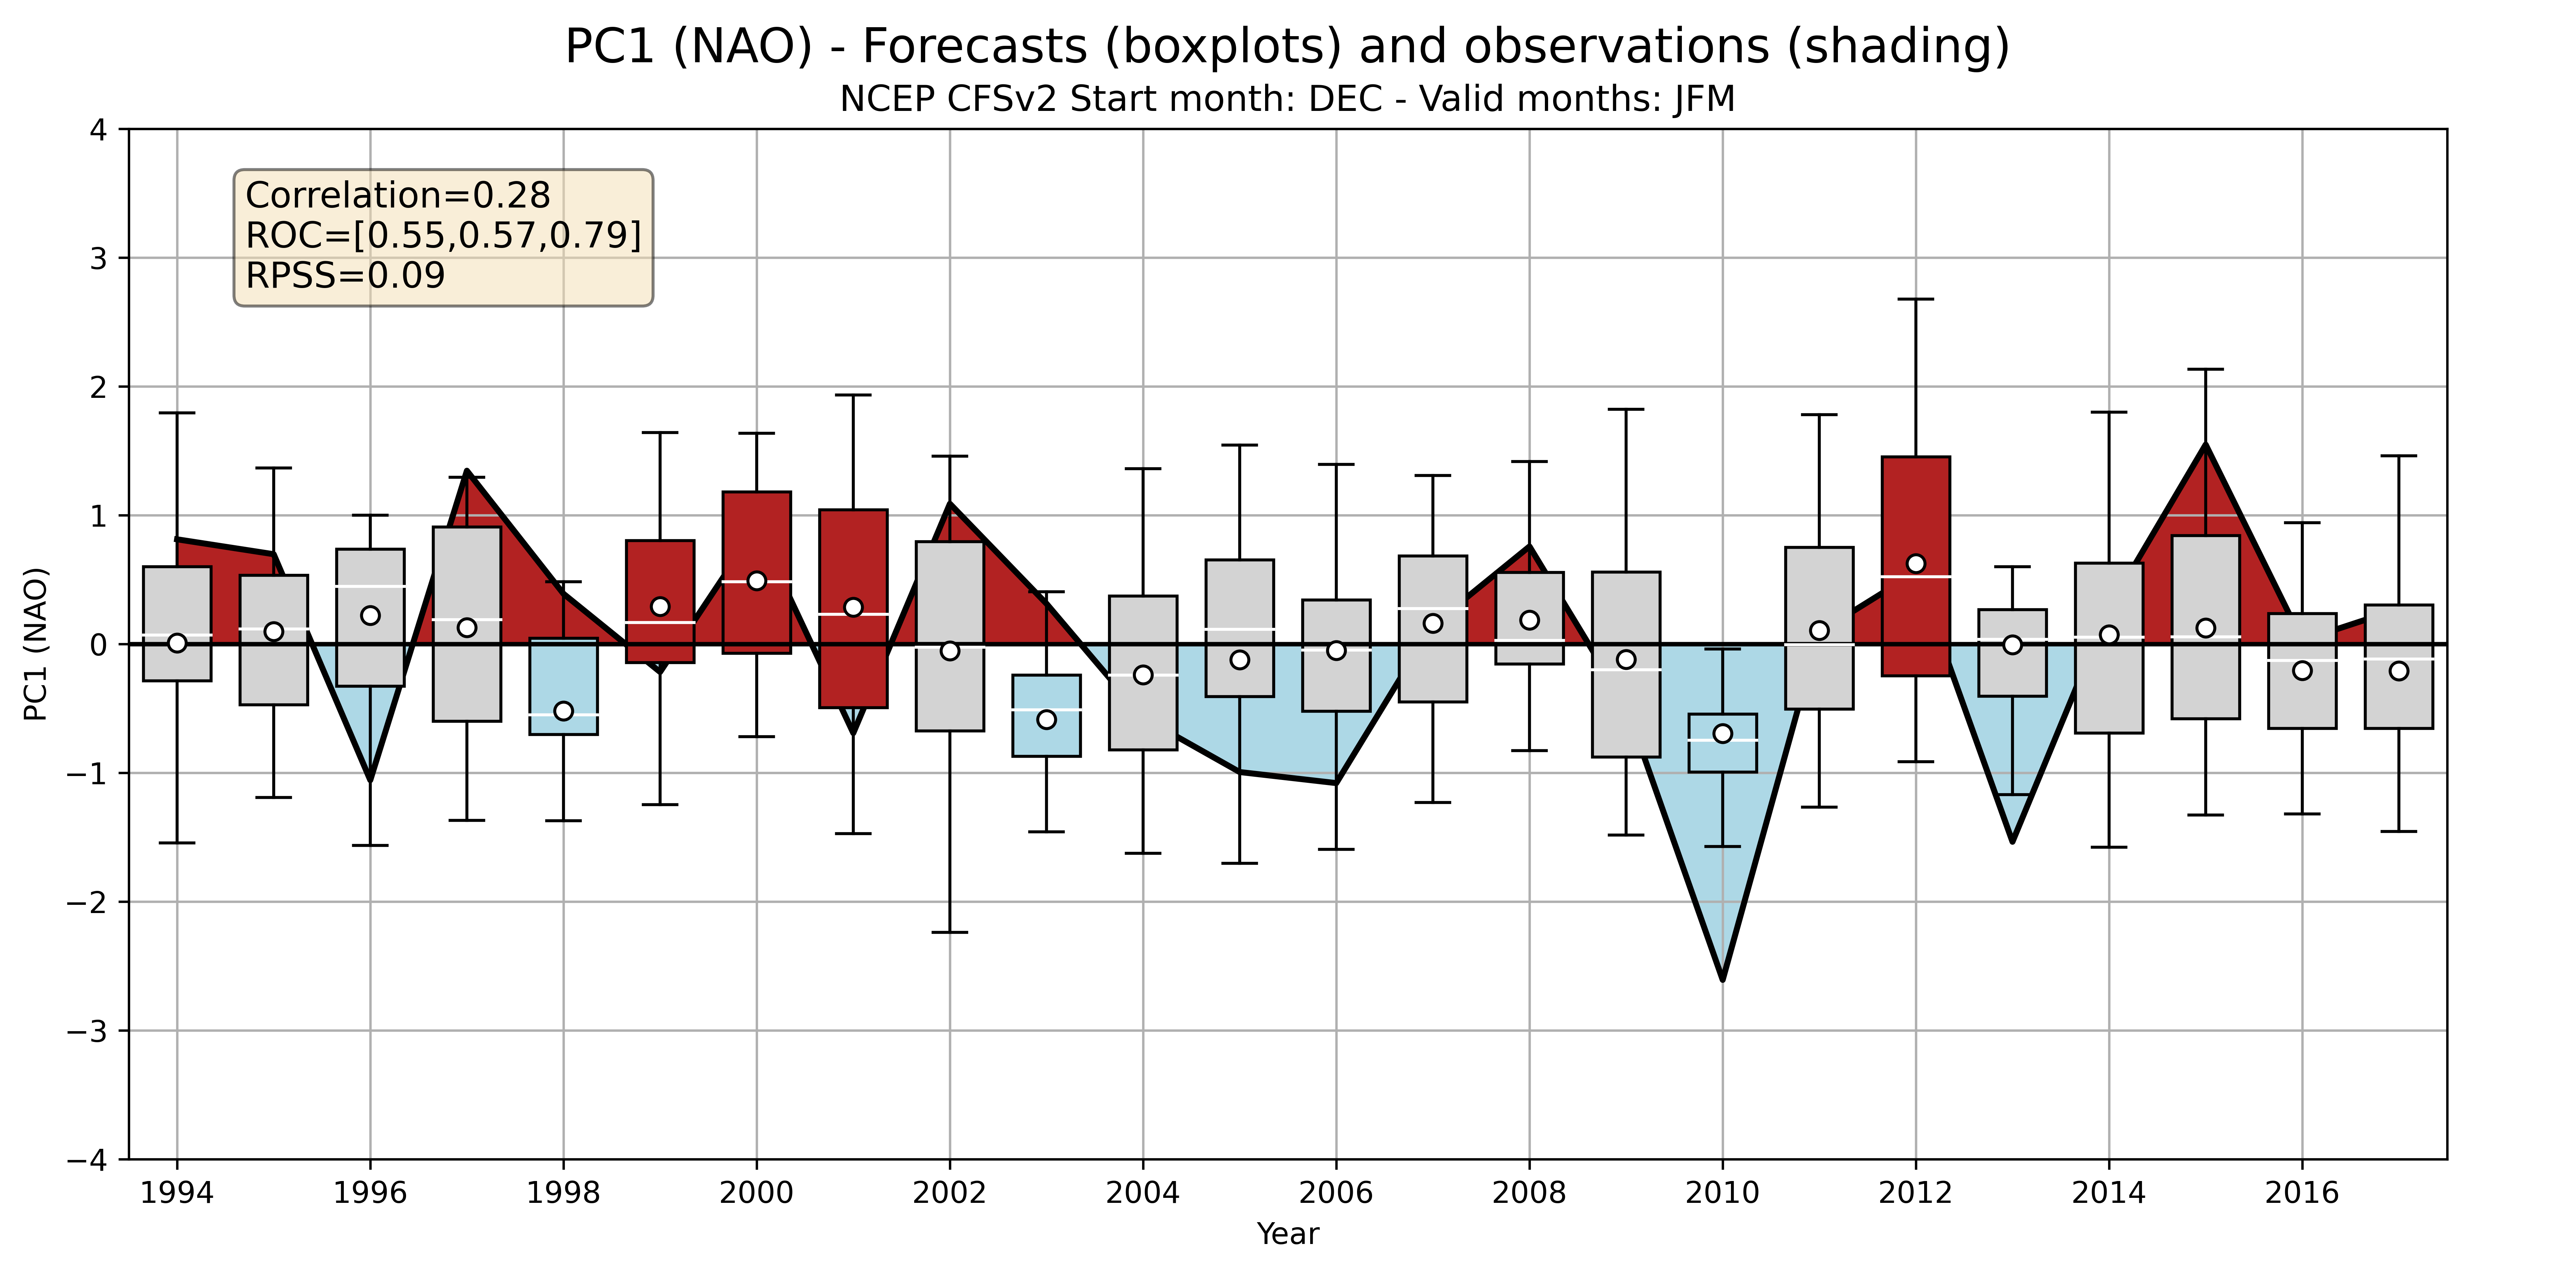 PC1 (NAO) - Forecasts (boxplots) and observations (shading)
NCEP CFSv2 Start month: DEC - Valid months: JFM
Correlation=0.28
ROC=[0.55,0.57,0.79]
RPSS=0.09
PC1 (NAO)
4
3
2
1
0
−1
−2
−3
−4
1994 1996 1998 2000 2002 2004 2006 2008 2010 2012 2014 2016
Year